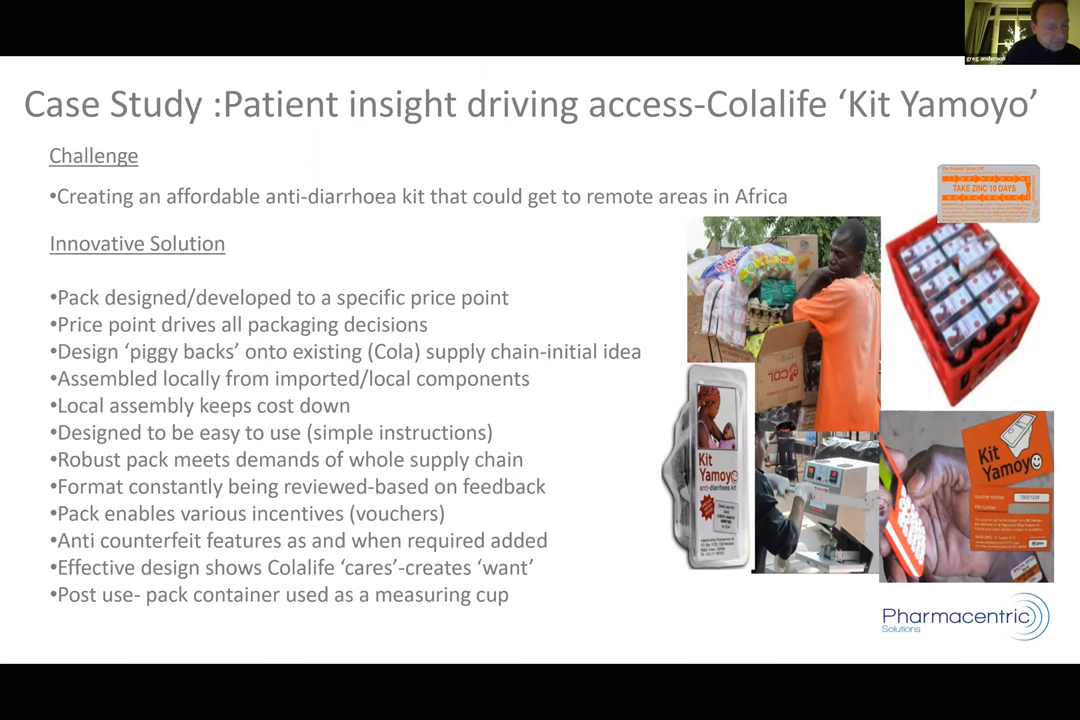 greg anderson
Case Study :Patient insight driving access-Colalife ‘Kit Yamoyo’
Challenge
•Creating an affordable anti-diarrhoea kit that could get to remote areas in Africa
Innovative Solution
•Pack designed/developed to a specific price point
•Price point drives all packaging decisions
•Design ‘piggy backs’ onto existing (Cola) supply chain-initial idea
•Assembled locally from imported/local components
•Local assembly keeps cost down
•Designed to be easy to use (simple instructions)
•Robust pack meets demands of whole supply chain
•Format constantly being reviewed-based on feedback
•Pack enables various incentives (vouchers)
•Anti counterfeit features as and when required added
•Effective design shows Colalife ‘cares’-creates ‘want’
•Post use- pack container used as a measuring cup
TAKE ZINC 10 DAYS
Kit
Yamoyo
anti-diarrhoea kit
Kit
Yamoyo
Voucher number
Pharmacentric
Solutions